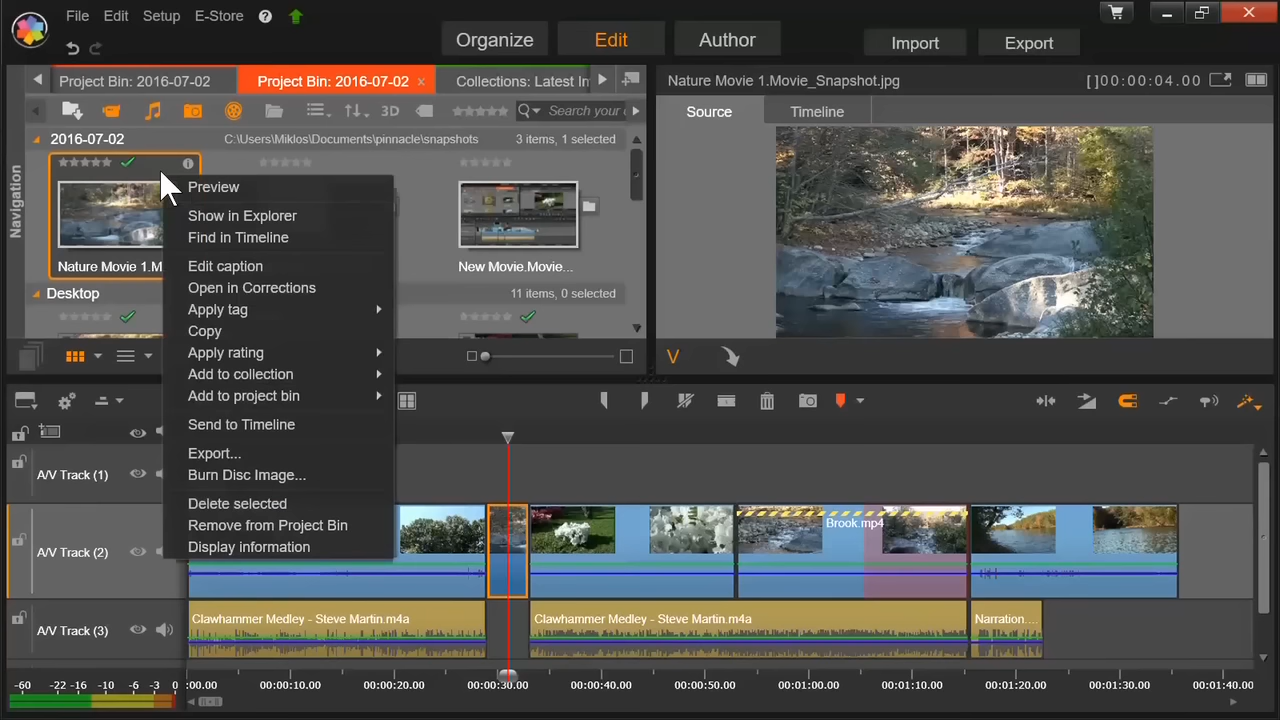 File Edit Setup E-Store ?
Organize Edit Author Import Export
Project Bin: 2016-07-02 Project Bin: 2016-07-02 × Collections: Latest Im
Nature Movie 1.Movie_Snapshot.jpg []00:00:04.00
3D Search your
Source Timeline
2016-07-02 C:\Users\Miklos\Documents\pinnacle\snapshots 3 items, 1 selected
Navigation
Preview
Show in Explorer
Find in Timeline
Nature Movie 1.M New Movie.Movie...
Edit caption
Open in Corrections
Desktop 11 items, 0 selected
Apply tag
Copy
Apply rating
V
Add to collection
Add to project bin
Send to Timeline
Export...
A/V Track (1)
Burn Disc Image...
Delete selected
Remove from Project Bin
Brook.mp4
Display information
A/V Track (2)
Clawhammer Medley - Steve Martin.m4a Clawhammer Medley - Steve Martin.m4a Narration....
A/V Track (3)
-60 -22 -16 -10 -6 -3 0 :00.00 00:00:10.00 00:00:20.00 00:00:30.00 00:00:40.00 00:00:50.00 00:01:00.00 00:01:10.00 00:01:20.00 00:01:30.00 00:01:40.00